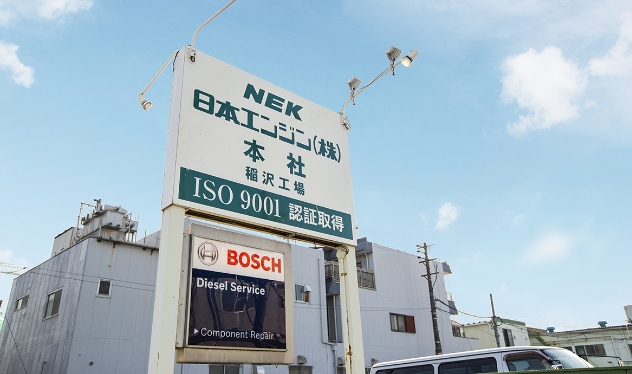 NEK
日本エンジン(株)
本社
稲沢工場
ISO 9001 認証取得
BOSCH
Diesel Service
Component Repair